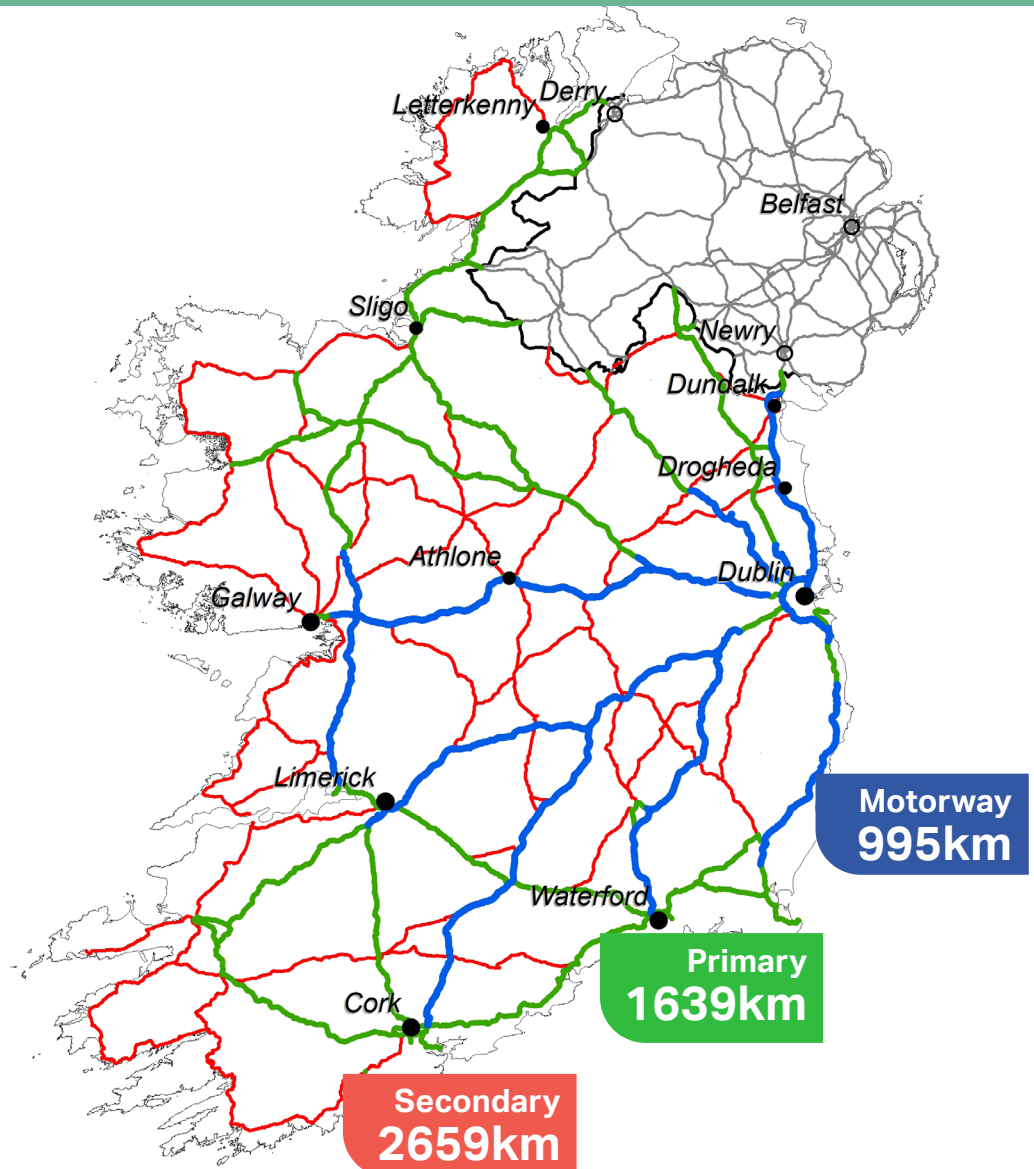 Derry
Letterkenny
Belfast
Sligo
Newry
Dundalk
Drogheda
Athlone
Dublin
Galway
Limerick
Motorway
995km
Waterford
Primary
1639km
Cork
Secondary
2659km